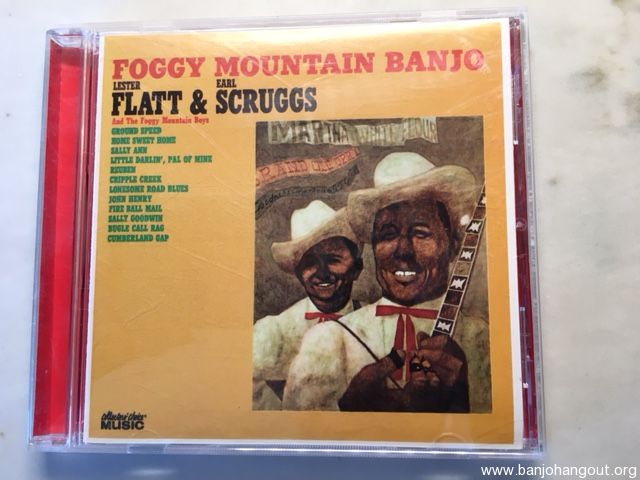 FOGGY MOUNTAIN BANJO
LESTER EARL
FLATT & SCRUGGS
And The Foggy Mountain Boys
GROUND SPEED
HOME SWEET HOME
SALLY ANN
LITTLE DARLIN', PAL OF MINE
REUBEN
CRIPPLE CREEK
LONESOME ROAD BLUES
JOHN HENRY
FIRE BALL MAIL
SALLY GOODWIN
BUGLE CALL RAG
CUMBERLAND GAP
MARTHA WHITE FLOUR
collectors' choice
MUSIC
www.banjohangout.org